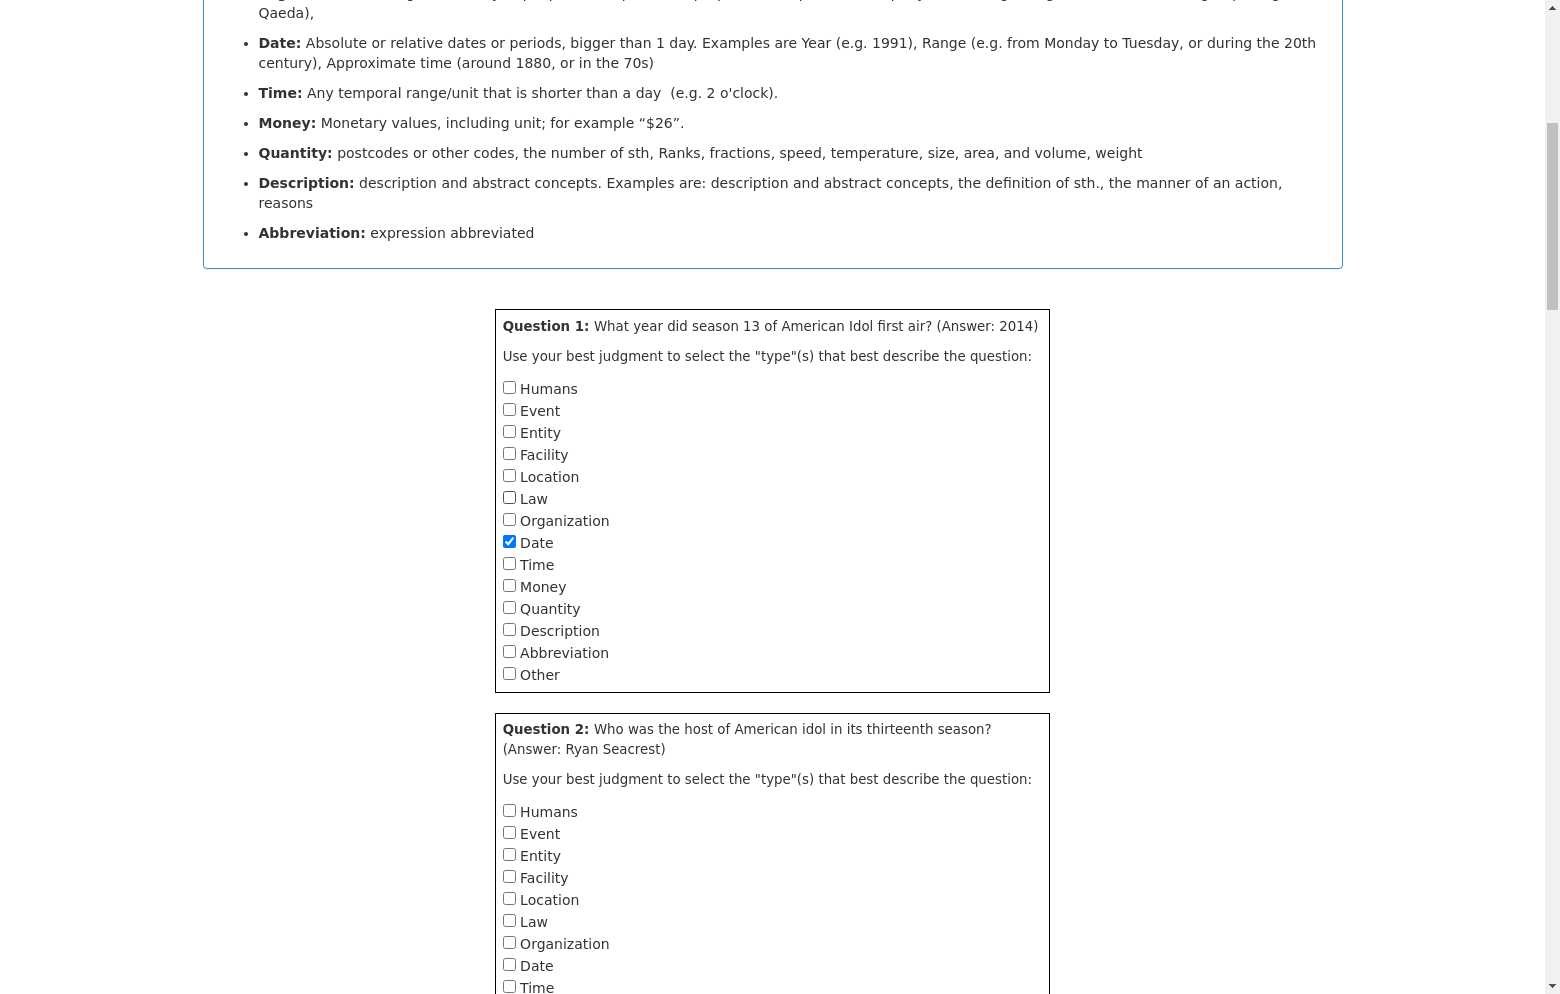 Qaeda),
• Date: Absolute or relative dates or periods, bigger than 1 day. Examples are Year (e.g. 1991), Range (e.g. from Monday to Tuesday, or during the 20th
century), Approximate time (around 1880, or in the 70s)
• Time: Any temporal range/unit that is shorter than a day  (e.g. 2 o'clock).
• Money: Monetary values, including unit; for example “$26”.
• Quantity: postcodes or other codes, the number of sth, Ranks, fractions, speed, temperature, size, area, and volume, weight
• Description: description and abstract concepts. Examples are: description and abstract concepts, the definition of sth., the manner of an action,
reasons
• Abbreviation: expression abbreviated
Question 1: What year did season 13 of American Idol first air? (Answer: 2014)
Use your best judgment to select the "type"(s) that best describe the question:
Humans
Event
Entity
Facility
Location
Law
Organization
Date
Time
Money
Quantity
Description
Abbreviation
Other
Question 2: Who was the host of American idol in its thirteenth season?
(Answer: Ryan Seacrest)
Use your best judgment to select the "type"(s) that best describe the question:
Humans
Event
Entity
Facility
Location
Law
Organization
Date
Time